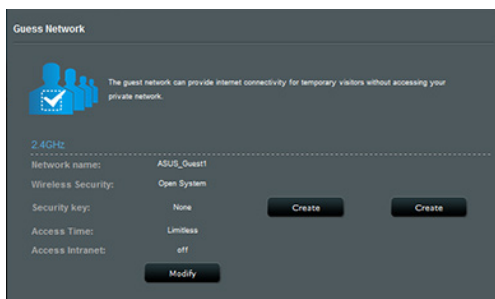 Guess Network
The guest network can provide internet connectivity for temporary visitors without accessing your
private network.
2.4GHz
Network name: ASUS_Guest1
Wireless Security: Open System
Security key: None Create Create
Access Time: Limitless
Access Intranet: off
Modify